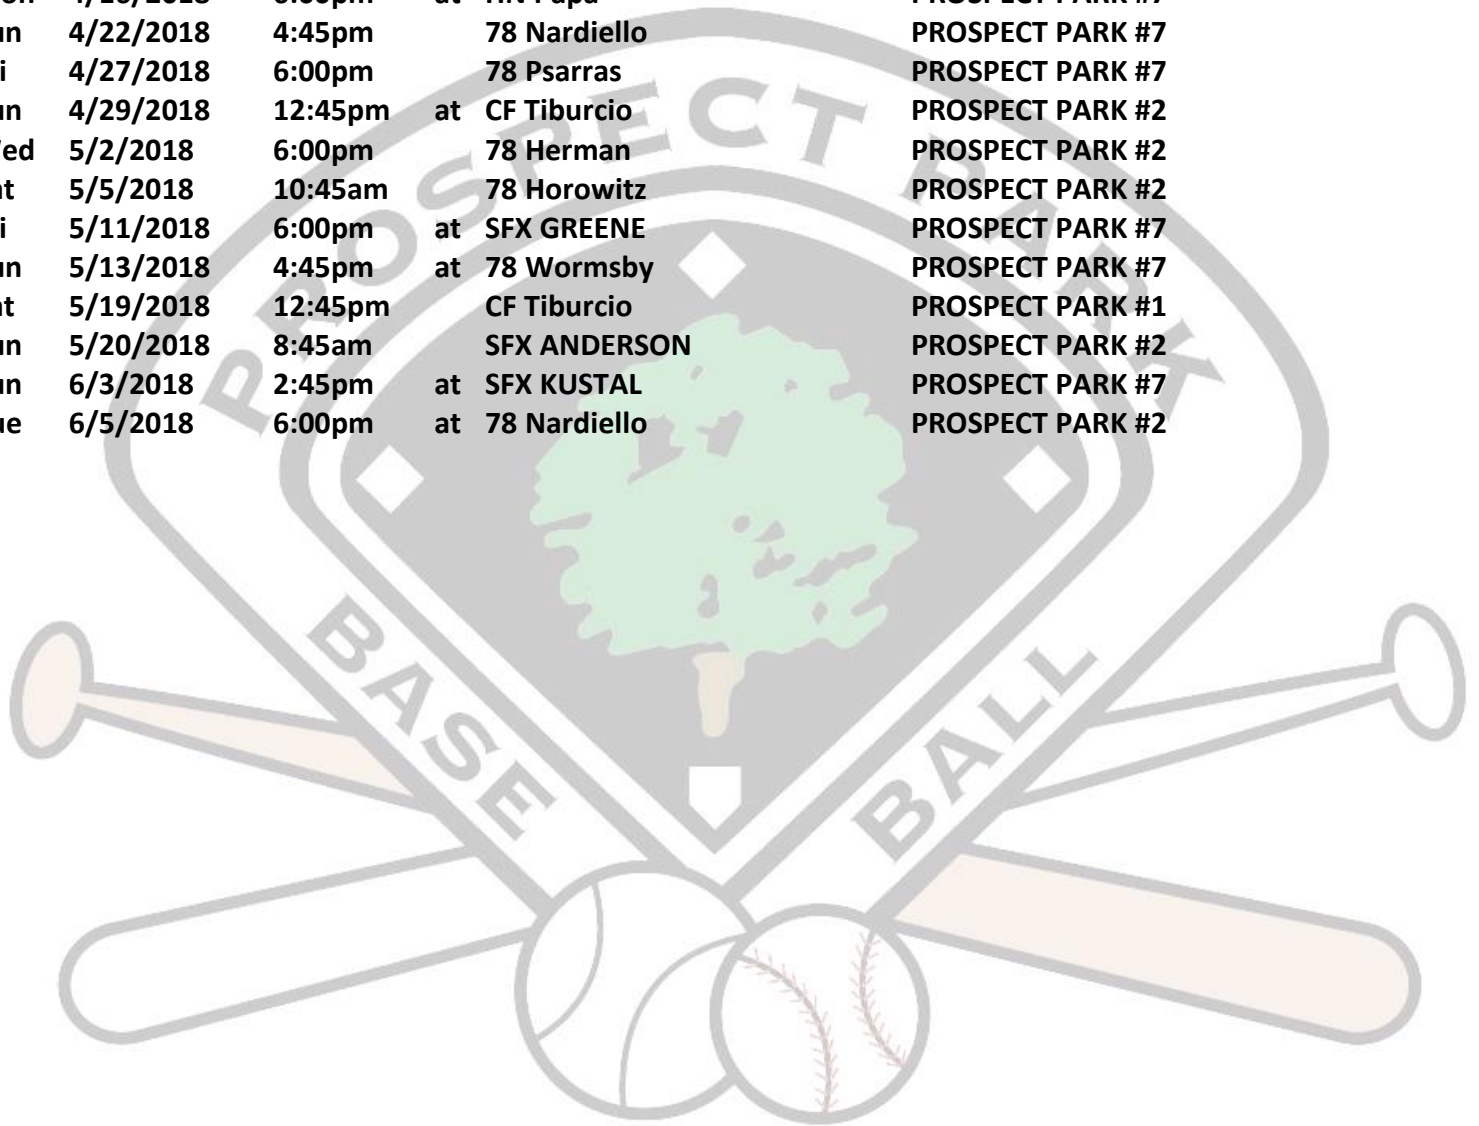 un 4/22/2018 4:45pm 78 Nardiello PROSPECT PARK #7
i 4/27/2018 6:00pm 78 Psarras PROSPECT PARK #7
un 4/29/2018 12:45pm at CF Tiburcio PROSPECT PARK #2
ed 5/2/2018 6:00pm 78 Herman PROSPECT PARK #2
t 5/5/2018 10:45am 78 Horowitz PROSPECT PARK #2
i 5/11/2018 6:00pm at SFX GREENE PROSPECT PARK #7
un 5/13/2018 4:45pm at 78 Wormsby PROSPECT PARK #7
t 5/19/2018 12:45pm CF Tiburcio PROSPECT PARK #1
un 5/20/2018 8:45am SFX ANDERSON PROSPECT PARK #2
un 6/3/2018 2:45pm at SFX KUSTAL PROSPECT PARK #7
ue 6/5/2018 6:00pm at 78 Nardiello PROSPECT PARK #2
PROSPECT PARK
BASE BALL